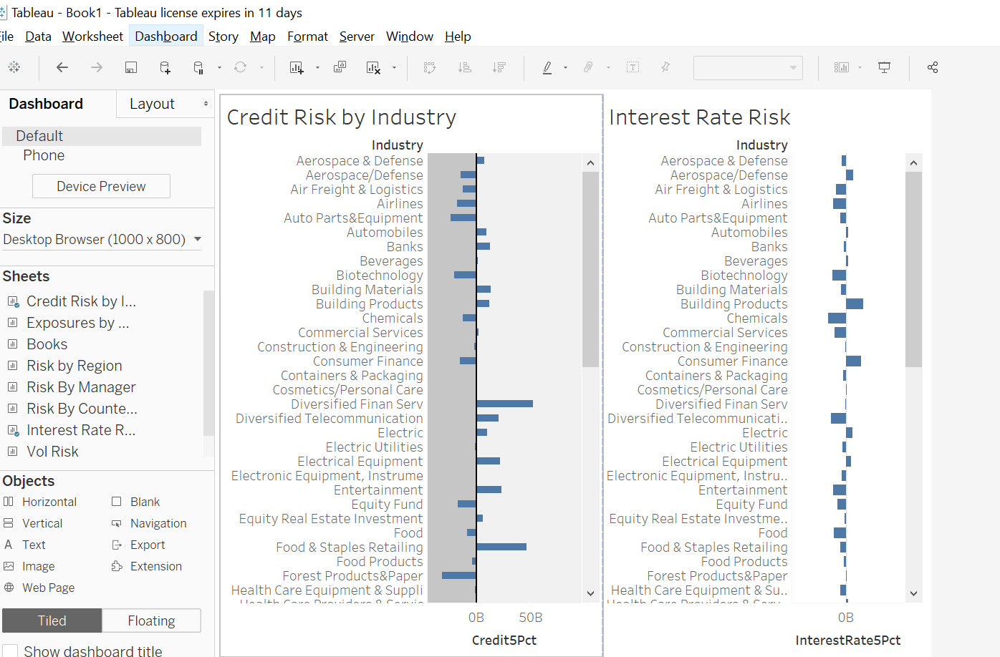 Tableau - Book1 - Tableau license expires in 11 days
ile Data Worksheet Dashboard Story Map Format Server Window Help
Dashboard Layout
Default
Phone
Device Preview
Size
Desktop Browser (1000 x 800)
Sheets
Credit Risk by I...
Exposures by ...
Books
Risk by Region
Risk By Manager
Risk By Counte...
Interest Rate R...
Vol Risk
Objects
Horizontal Blank
Vertical Navigation
Text Export
Image Extension
Web Page
Tiled Floating
Show dashboard title
Credit Risk by Industry
Industry
Aerospace & Defense
Aerospace/Defense
Air Freight & Logistics
Airlines
Auto Parts&Equipment
Automobiles
Banks
Beverages
Biotechnology
Building Materials
Building Products
Chemicals
Commercial Services
Construction & Engineering
Consumer Finance
Containers & Packaging
Cosmetics/Personal Care
Diversified Finan Serv
Diversified Telecommunication
Electric
Electric Utilities
Electrical Equipment
Electronic Equipment, Instrume
Entertainment
Equity Fund
Equity Real Estate Investment
Food
Food & Staples Retailing
Food Products
Forest Products&Paper
Health Care Equipment & Suppli
Health Care Providers & Servic
0B 50B
Credit5Pct
Interest Rate Risk
Industry
Aerospace & Defense
Aerospace/Defense
Air Freight & Logistics
Airlines
Auto Parts&Equipment
Automobiles
Banks
Beverages
Biotechnology
Building Materials
Building Products
Chemicals
Commercial Services
Construction & Engineering
Consumer Finance
Containers & Packaging
Cosmetics/Personal Care
Diversified Finan Serv
Diversified Telecommunicati..
Electric
Electric Utilities
Electrical Equipment
Electronic Equipment, Instru..
Entertainment
Equity Fund
Equity Real Estate Investme..
Food
Food & Staples Retailing
Food Products
Forest Products&Paper
Health Care Equipment & Su..
Health Care Providers & Serv..
0B
InterestRate5Pct